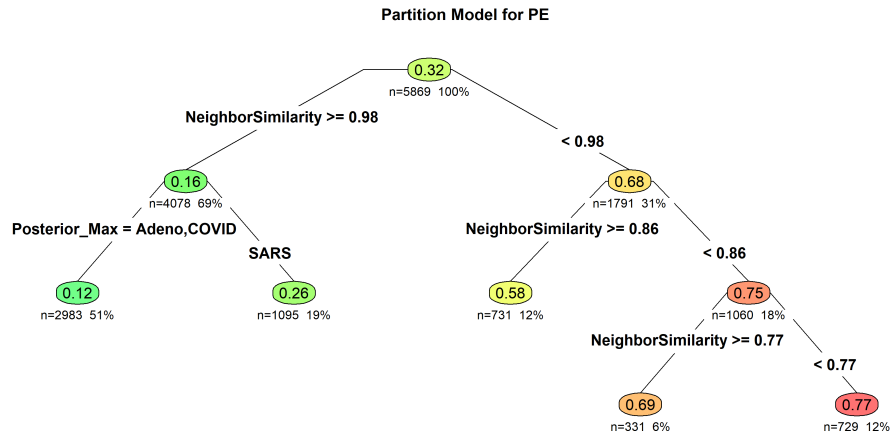 Partition Model for PE
0.32
n=5869 100%
NeighborSimilarity >= 0.98
< 0.98
0.16
n=4078 69%
0.68
n=1791 31%
Posterior_Max = Adeno,COVID
SARS
NeighborSimilarity >= 0.86
< 0.86
0.12
n=2983 51%
0.26
n=1095 19%
0.58
n=731 12%
0.75
n=1060 18%
NeighborSimilarity >= 0.77
< 0.77
0.69
n=331 6%
0.77
n=729 12%